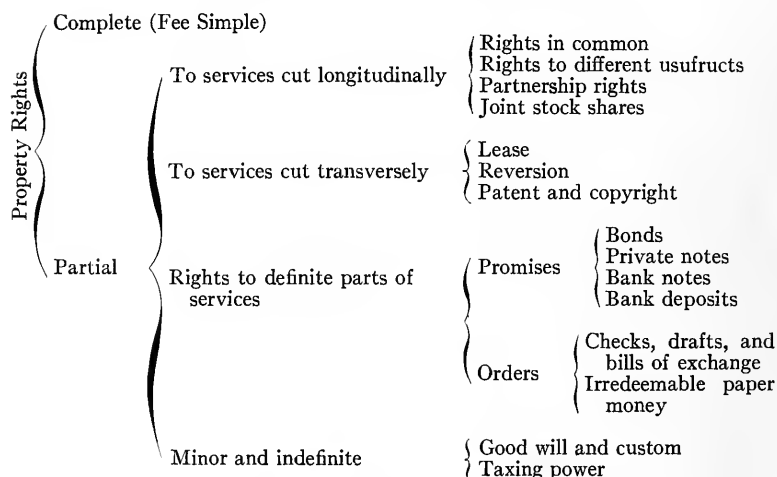 Property Rights
Complete (Fee Simple)
To services cut longitudinally
Rights in common
Rights to different usufructs
Partnership rights
Joint stock shares
To services cut transversely
Lease
Reversion
Patent and copyright
Partial
Rights to definite parts of
services
Promises
Bonds
Private notes
Bank notes
Bank deposits
Orders
Checks, drafts, and
bills of exchange
Irredeemable paper
money
Minor and indefinite
Good will and custom
Taxing power